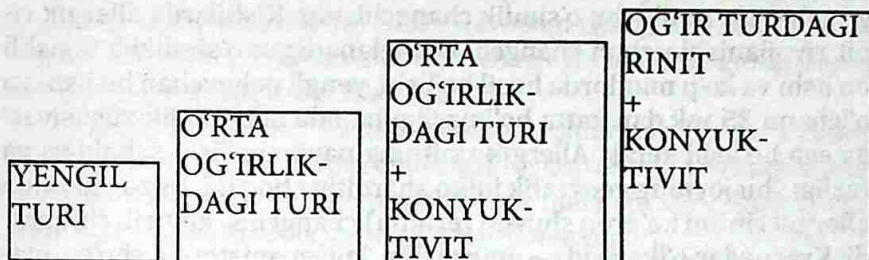 YENGIL
TURI
O‘RTA
OG‘IRLIK-
DAGI TURI
O‘RTA
OG‘IRLIK-
DAGI TURI
+
KONYUK-
TIVIT
OG‘IR TURDAGI
RINIT
+
KONYUK-
TIVIT